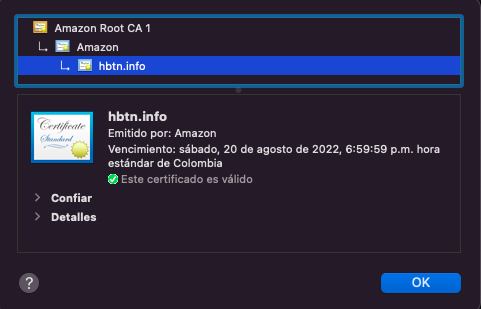 Amazon Root CA 1
Amazon
hbtn.info
Certificate
Standard
hbtn.info
Emitido por: Amazon
Vencimiento: sábado, 20 de agosto de 2022, 6:59:59 p.m. hora
estándar de Colombia
Este certificado es válido
Confiar
Detalles
?
OK